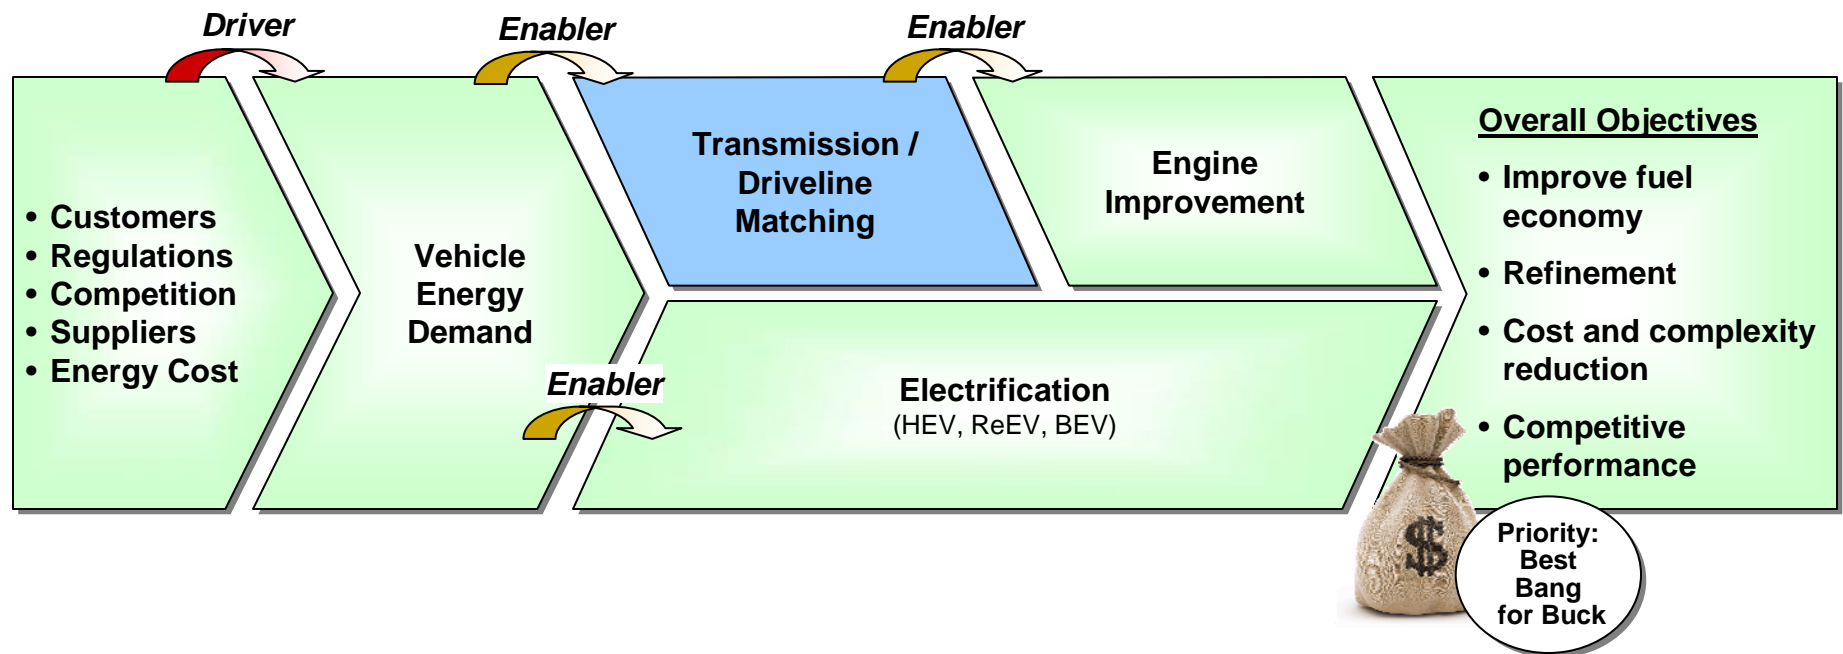 Driver
Enabler
Enabler
• Customers
• Regulations
• Competition
• Suppliers
• Energy Cost
Vehicle
Energy
Demand
Transmission /
Driveline
Matching
Engine
Improvement
Enabler
Electrification
(HEV, ReEV, BEV)
Overall Objectives
• Improve fuel
economy
• Refinement
• Cost and complexity
reduction
• Competitive
performance
$
Priority:
Best
Bang
for Buck